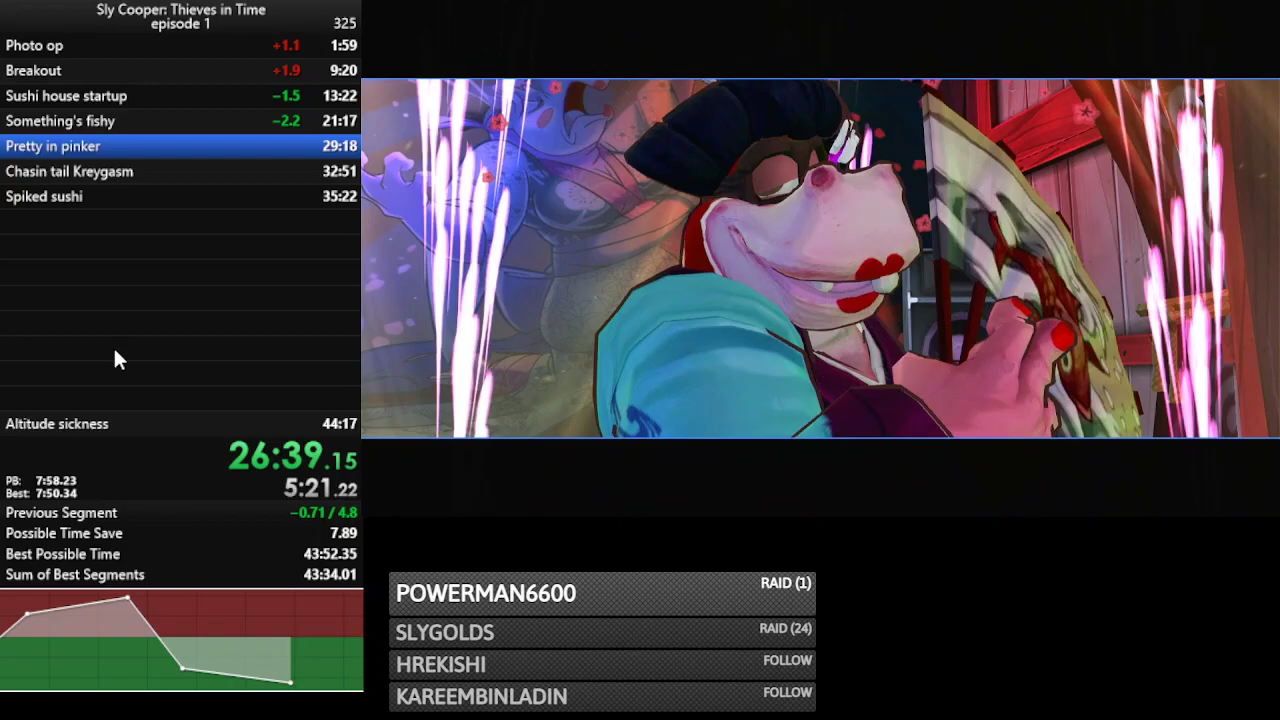 Sly Cooper: Thieves in Time
episode 1 325
Photo op +1.1 1:59
Breakout +1.9 9:20
Sushi house startup −1.5 13:22
Something's fishy −2.2 21:17
Pretty in pinker 29:18
Chasin tail Kreygasm 32:51
Spiked sushi 35:22
Altitude sickness 44:17
26:39.15
PB: 7:58.23
Best: 7:50.34
5:21.22
Previous Segment −0.71 / 4.8
Possible Time Save 7.89
Best Possible Time 43:52.35
Sum of Best Segments 43:34.01
POWERMAN6600 RAID (1)
SLYGOLDS RAID (24)
HREKISHI FOLLOW
KAREEMBINLADIN FOLLOW